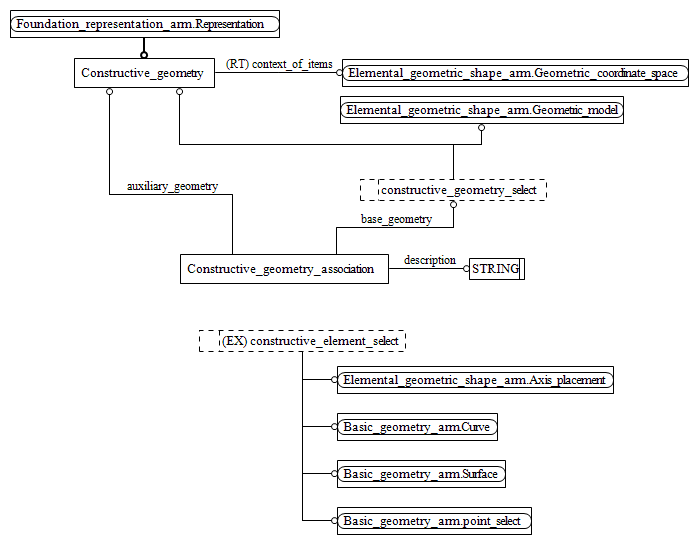 Foundation_representation_arm.Representation
Constructive_geometry
(RT) context_of_items
Elemental_geometric_shape_arm.Geometric_coordinate_space
Elemental_geometric_shape_arm.Geometric_model
auxiliary_geometry
constructive_geometry_select
base_geometry
Constructive_geometry_association
description
STRING
(EX) constructive_element_select
Elemental_geometric_shape_arm.Axis_placement
Basic_geometry_arm.Curve
Basic_geometry_arm.Surface
Basic_geometry_arm.point_select